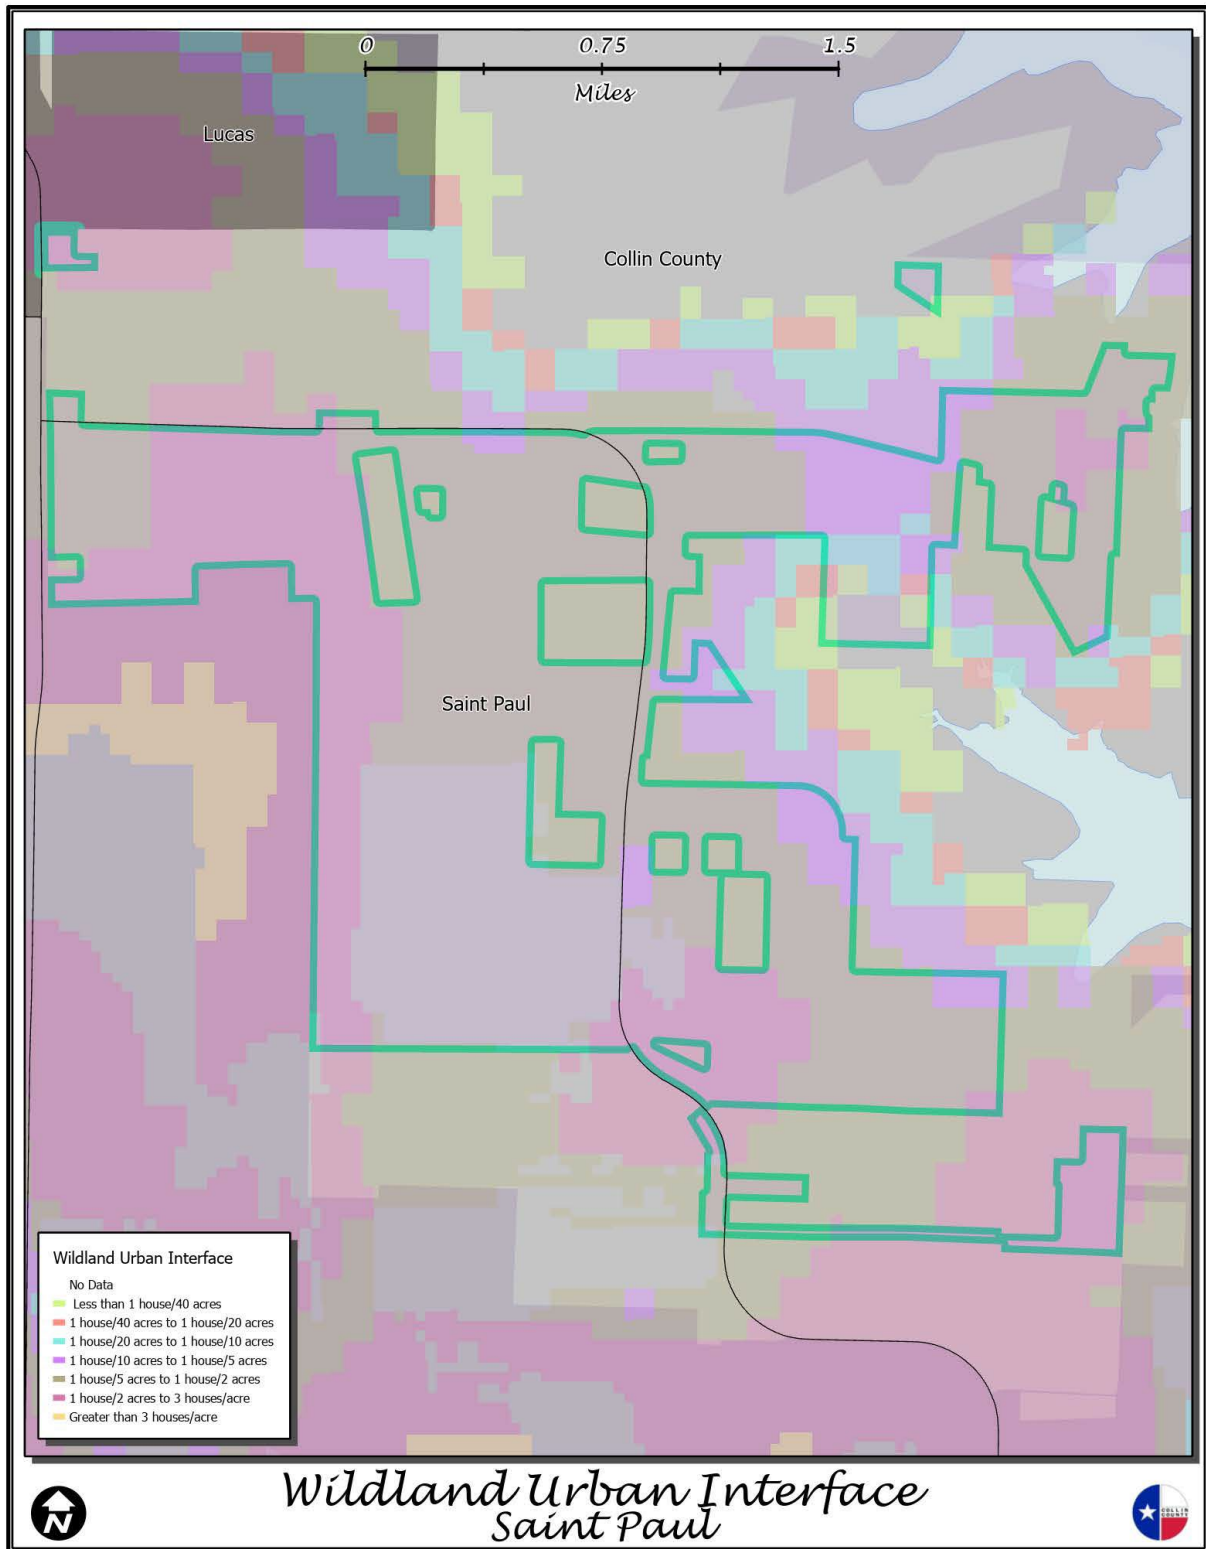 0 0.75 1.5
Miles
Lucas
Collin County
Saint Paul
Wildland Urban Interface
No Data
Less than 1 house/40 acres
1 house/40 acres to 1 house/20 acres
1 house/20 acres to 1 house/10 acres
1 house/10 acres to 1 house/5 acres
1 house/5 acres to 1 house/2 acres
1 house/2 acres to 3 houses/acre
Greater than 3 houses/acre
Wildland Urban Interface
Saint Paul
N
COLLIN
COUNTY